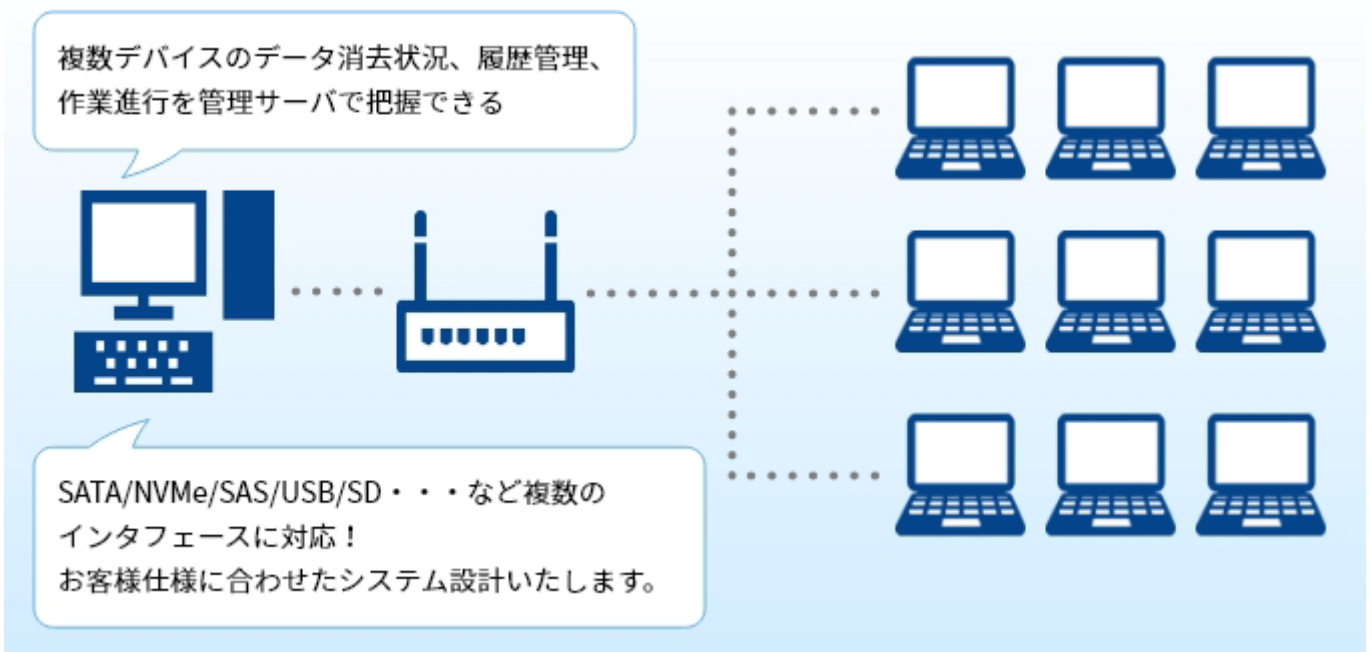 複数デバイスのデータ消去状況、履歴管理、
作業進行を管理サーバで把握できる
SATA/NVMe/SAS/USB/SD・・・など複数の
インタフェースに対応！
お客様仕様に合わせたシステム設計いたします。